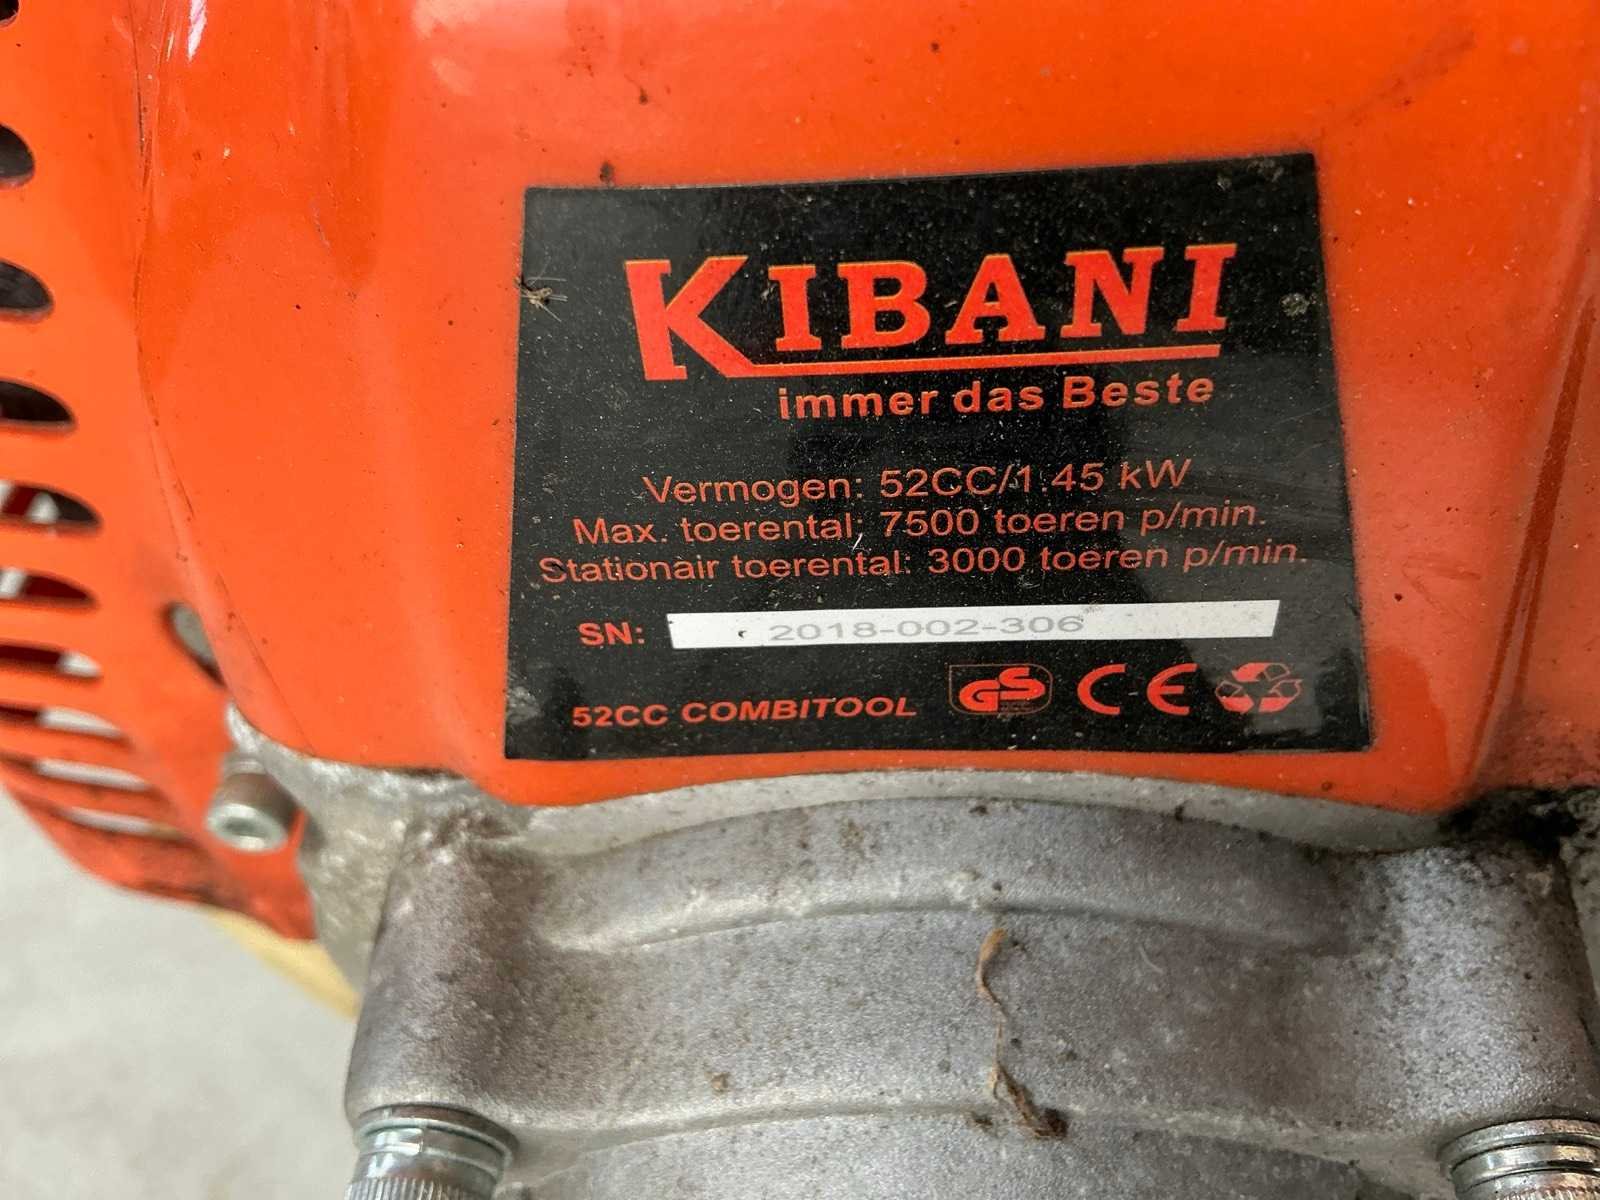 KIBANI
immer das Beste
Vermogen: 52CC/1.45 kW
Max. toerental: 7500 toeren p/min.
Stationair toerental: 3000 toeren p/min.
SN: 2018-002-306
52CC COMBITOOL GS CE